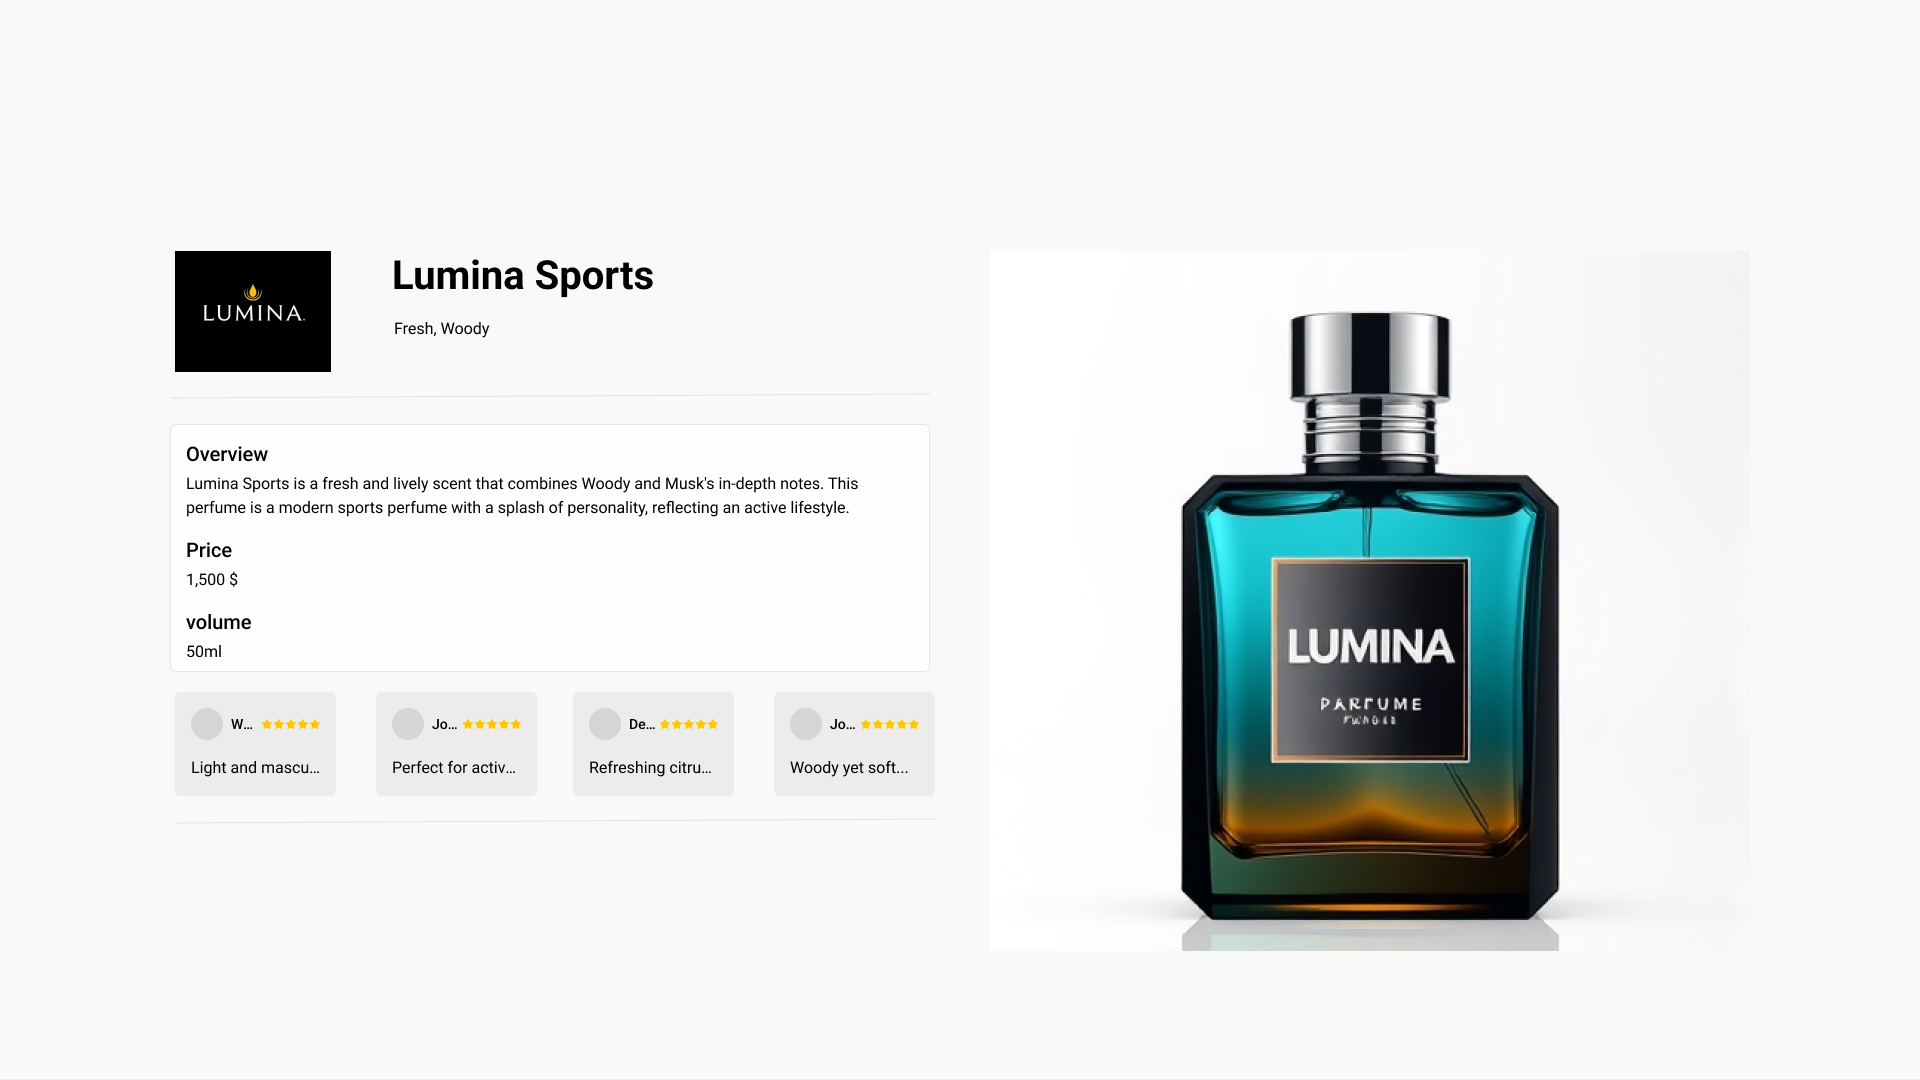 LUMINA
Lumina Sports
Fresh, Woody
Overview
Lumina Sports is a fresh and lively scent that combines Woody and Musk's in-depth notes. This
perfume is a modern sports perfume with a splash of personality, reflecting an active lifestyle.
Price
1,500 $
volume
50ml
W...
Light and mascu...
Jo...
Perfect for activ...
De...
Refreshing citru...
Jo...
Woody yet soft...
LUMINA
PARFUME